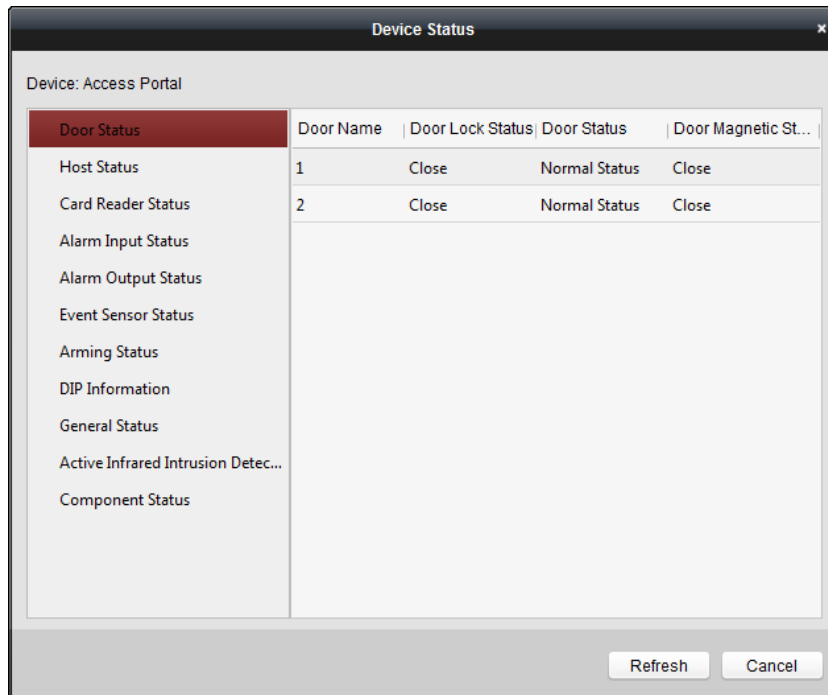 Device Status
×
Device: Access Portal
Door Status
Host Status
Card Reader Status
Alarm Input Status
Alarm Output Status
Event Sensor Status
Arming Status
DIP Information
General Status
Active Infrared Intrusion Detec...
Component Status
Door Name Door Lock Status Door Status Door Magnetic St...
1 Close Normal Status Close
2 Close Normal Status Close
Refresh Cancel